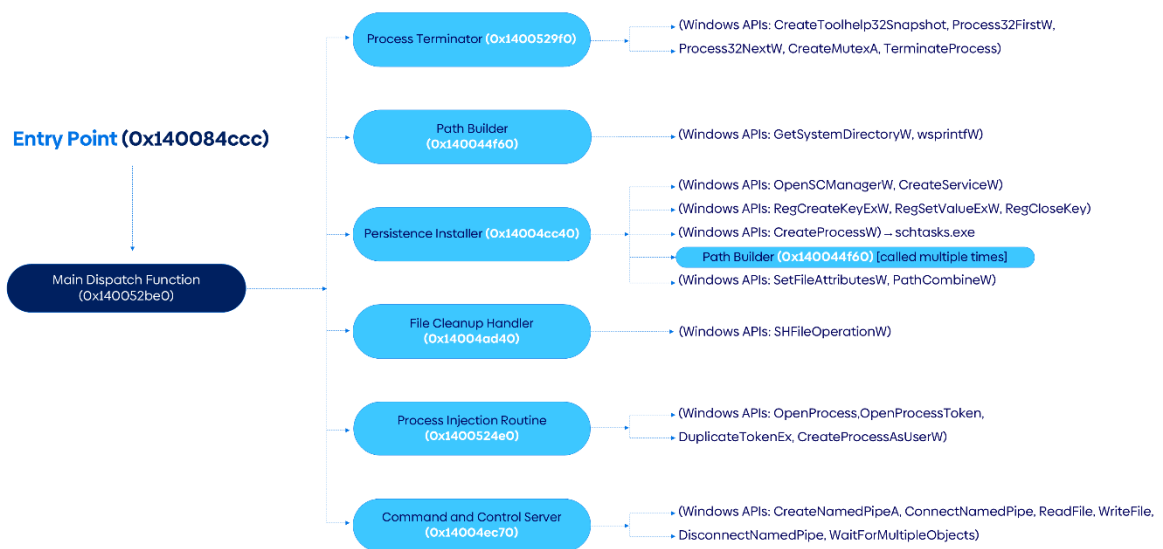 Process Terminator (0x1400529f0)
(Windows APIs: CreateToolhelp32Snapshot, Process32FirstW,
Process32NextW, CreateMutexA, TerminateProcess)
Entry Point (0x140084ccc)
Path Builder
(0x140044f60)
(Windows APIs: GetSystemDirectoryW, wsprintfW)
Persistence Installer (0x14004cc40)
(Windows APIs: OpenSCManagerW, CreateServiceW)
(Windows APIs: RegCreateKeyExW, RegSetValueExW, RegCloseKey)
(Windows APIs: CreateProcessW) → schtasks.exe
Path Builder (0x140044f60) [called multiple times]
(Windows APIs: SetFileAttributesW, PathCombineW)
Main Dispatch Function
(0x140052be0)
File Cleanup Handler
(0x14004ad40)
(Windows APIs: SHFileOperationW)
Process Injection Routine
(0x1400524e0)
(Windows APIs: OpenProcess,OpenProcessToken,
DuplicateTokenEx, CreateProcessAsUserW)
Command and Control Server
(0x14004ec70)
(Windows APIs: CreateNamedPipeA, ConnectNamedPipe, ReadFile, WriteFile,
DisconnectNamedPipe, WaitForMultipleObjects)